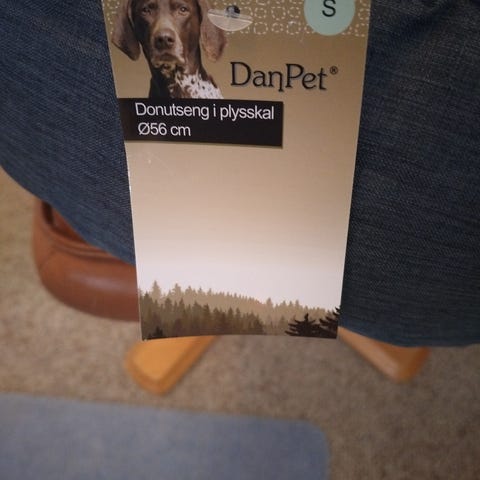 S
DanPet®
Donutseng i plysskal
Ø56 cm